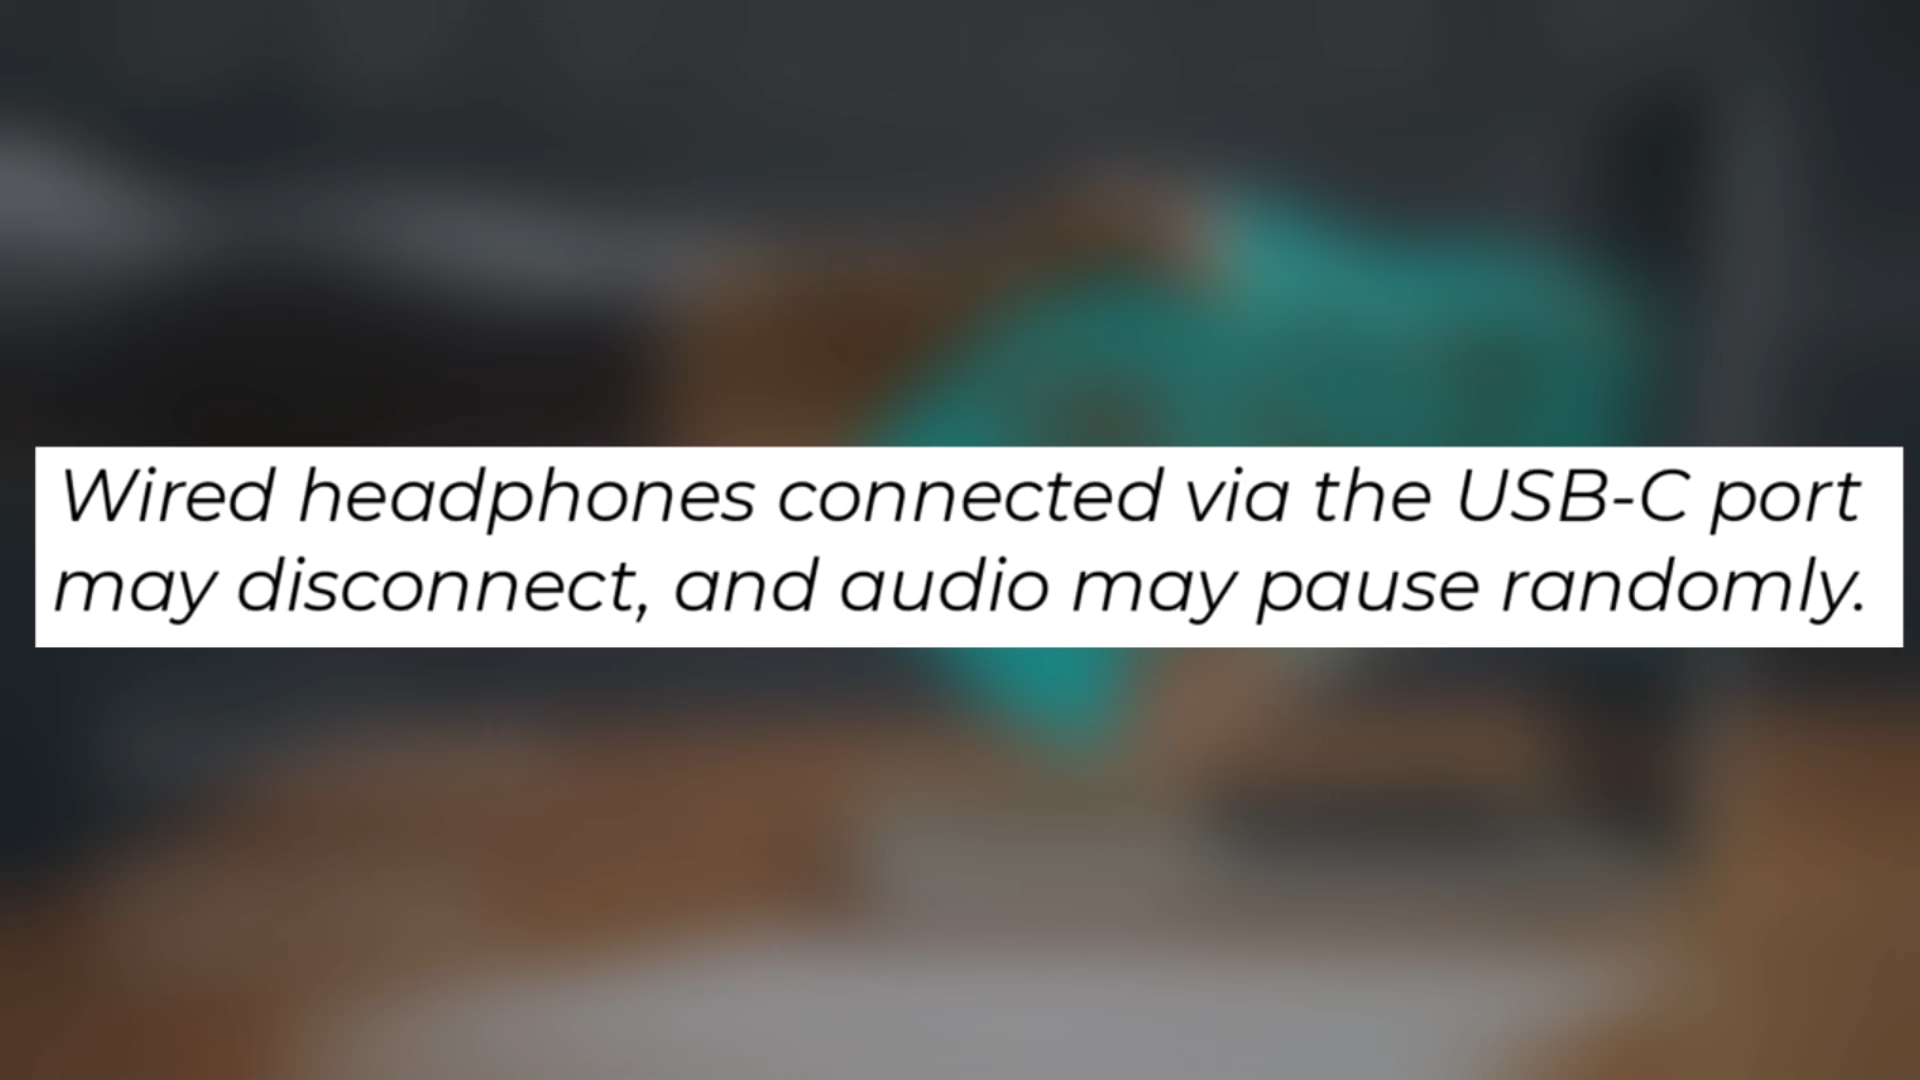 Wired headphones connected via the USB-C port
may disconnect, and audio may pause randomly.